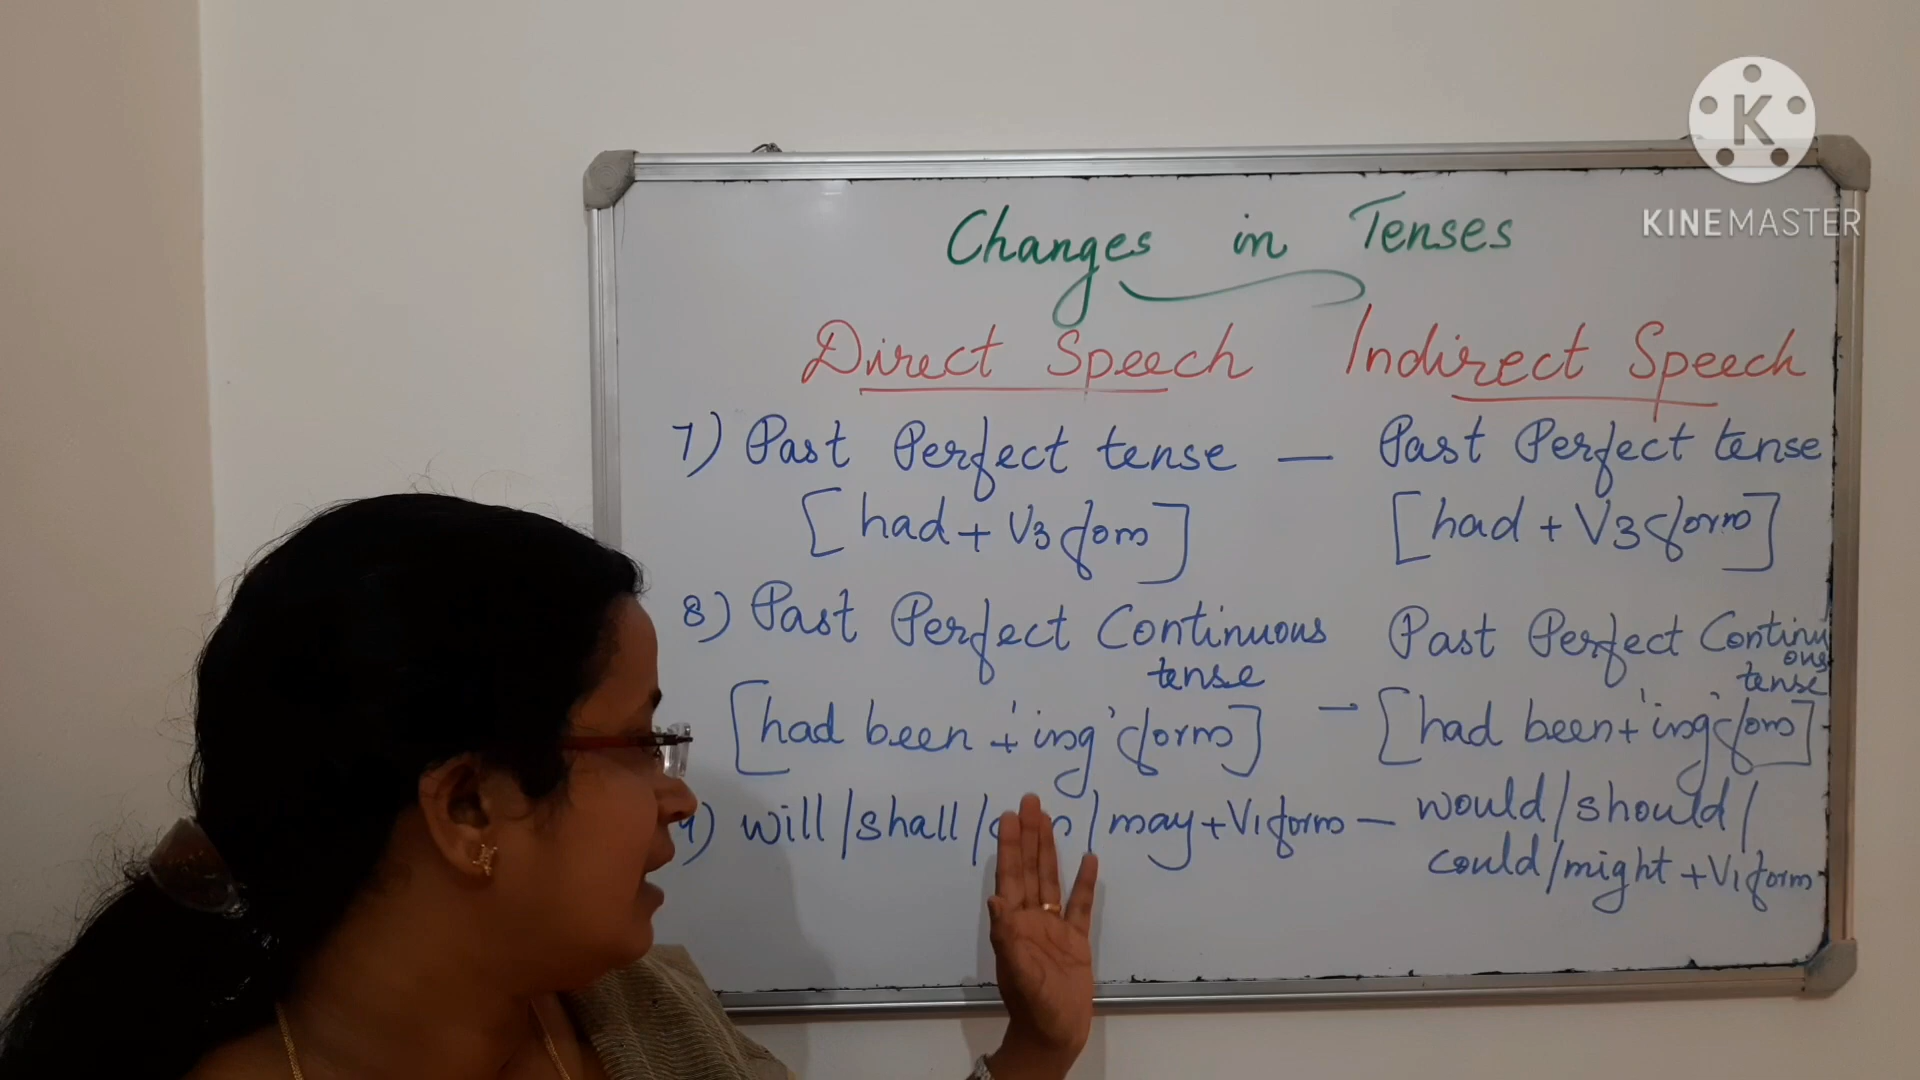 K
KINEMASTER
Changes in Tenses
Direct Speech Indirect Speech
7) Past Perfect tense – Past Perfect tense
[had + V3 form] [had + V3 form]
8) Past Perfect Continuous tense Past Perfect Continuous tense
[had been + 'ing' form] – [had been + 'ing' form]
9) will/shall/ /may + V1 form – would/should/
could/might + V1 form